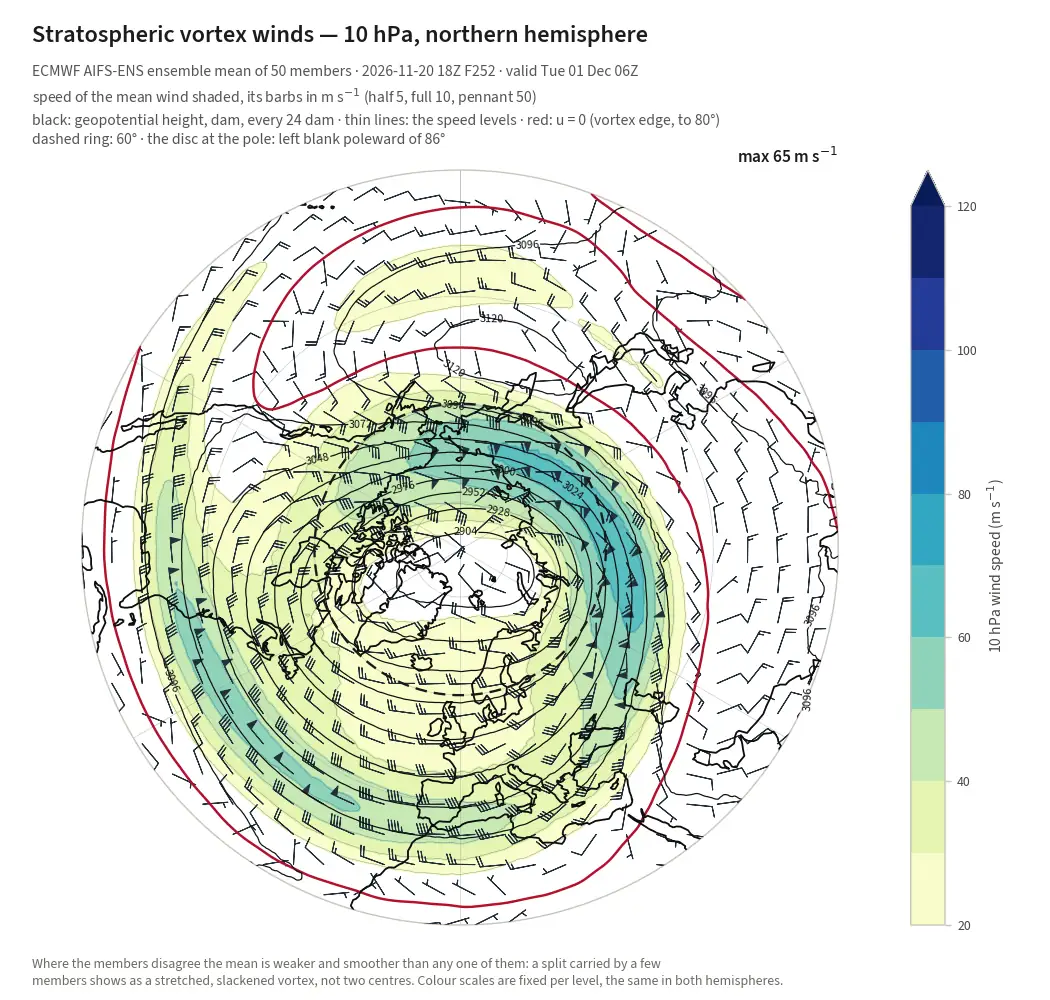 Stratospheric vortex winds — 10 hPa, northern hemisphere
ECMWF AIFS-ENS ensemble mean of 50 members · 2026-11-20 18Z F252 · valid Tue 01 Dec 06Z
speed of the mean wind shaded, its barbs in m s⁻¹ (half 5, full 10, pennant 50)
black: geopotential height, dam, every 24 dam · thin lines: the speed levels · red: u = 0 (vortex edge, to 80°)
dashed ring: 60° · the disc at the pole: left blank poleward of 86°
max 65 m s⁻¹
120
100
80
60
40
20
10 hPa wind speed (m s⁻¹)
3096
3120
3120
3048
3024
2952
2928
2904
3096
3096
3096
Where the members disagree the mean is weaker and smoother than any one of them: a split carried by a few
members shows as a stretched, slackened vortex, not two centres. Colour scales are fixed per level, the same in both hemispheres.